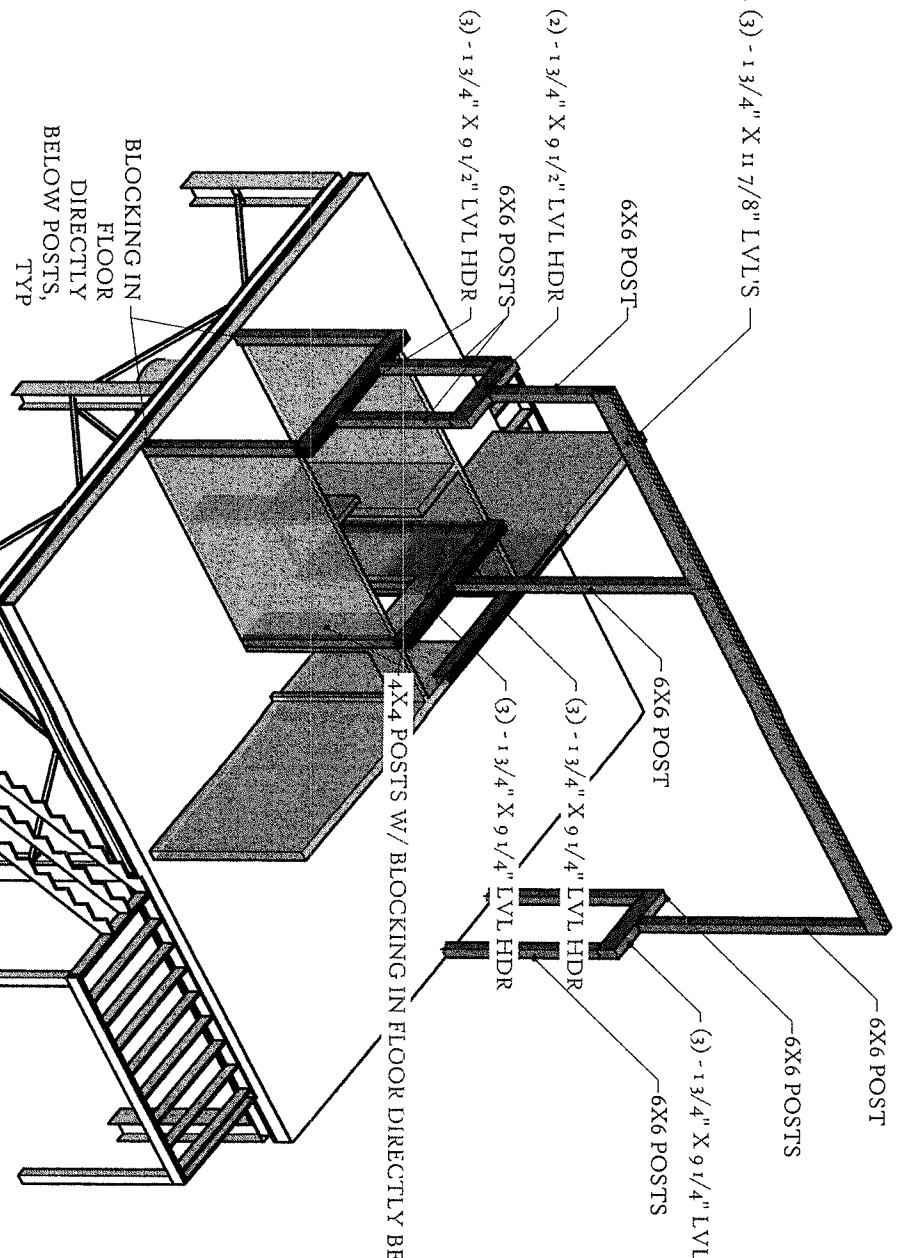 (3) - 1 3/4" X 11 7/8" LVL'S
6X6 POST
(2) - 1 3/4" X 9 1/2" LVL HDR
6X6 POSTS
(3) - 1 3/4" X 9 1/2" LVL HDR
BLOCKING IN
FLOOR
DIRECTLY
BELOW POSTS,
TYP
6X6 POST
6X6 POSTS
(3) - 1 3/4" X 9 1/4" LVL
6X6 POSTS
6X6 POST
(3) - 1 3/4" X 9 1/4" LVL HDR
(3) - 1 3/4" X 9 1/4" LVL HDR
4X4 POSTS W/ BLOCKING IN FLOOR DIRECTLY BE